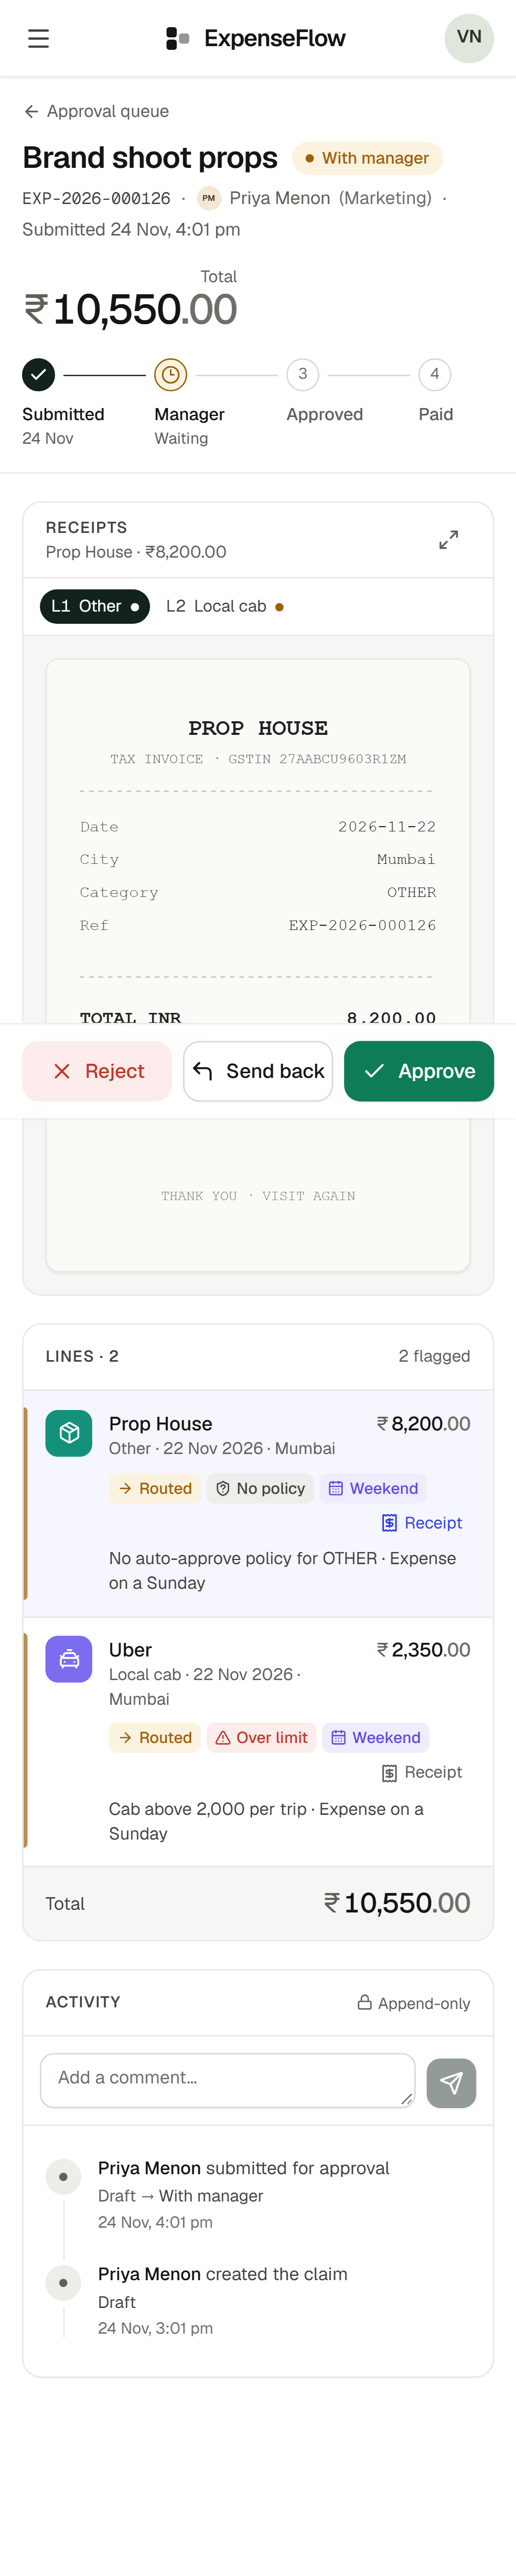 ExpenseFlow
VN
← Approval queue
Brand shoot props
With manager
EXP-2026-000126 · PM Priya Menon (Marketing) ·
Submitted 24 Nov, 4:01 pm
Total
₹10,550.00
3
4
Submitted
Manager
Approved
Paid
24 Nov
Waiting
RECEIPTS
Prop House · ₹8,200.00
L1 Other
L2 Local cab
PROP HOUSE
TAX INVOICE · GSTIN 27AABCU9603R1ZM
Date 2026-11-22
City Mumbai
Category OTHER
Ref EXP-2026-000126
TOTAL INR 8,200.00
Reject
Send back
Approve
THANK YOU · VISIT AGAIN
LINES · 2
2 flagged
Prop House ₹8,200.00
Other · 22 Nov 2026 · Mumbai
→ Routed
No policy
Weekend
Receipt
No auto-approve policy for OTHER · Expense
on a Sunday
Uber ₹2,350.00
Local cab · 22 Nov 2026 ·
Mumbai
→ Routed
Over limit
Weekend
Receipt
Cab above 2,000 per trip · Expense on a
Sunday
Total ₹10,550.00
ACTIVITY
Append-only
Add a comment…
Priya Menon submitted for approval
Draft → With manager
24 Nov, 4:01 pm
Priya Menon created the claim
Draft
24 Nov, 3:01 pm